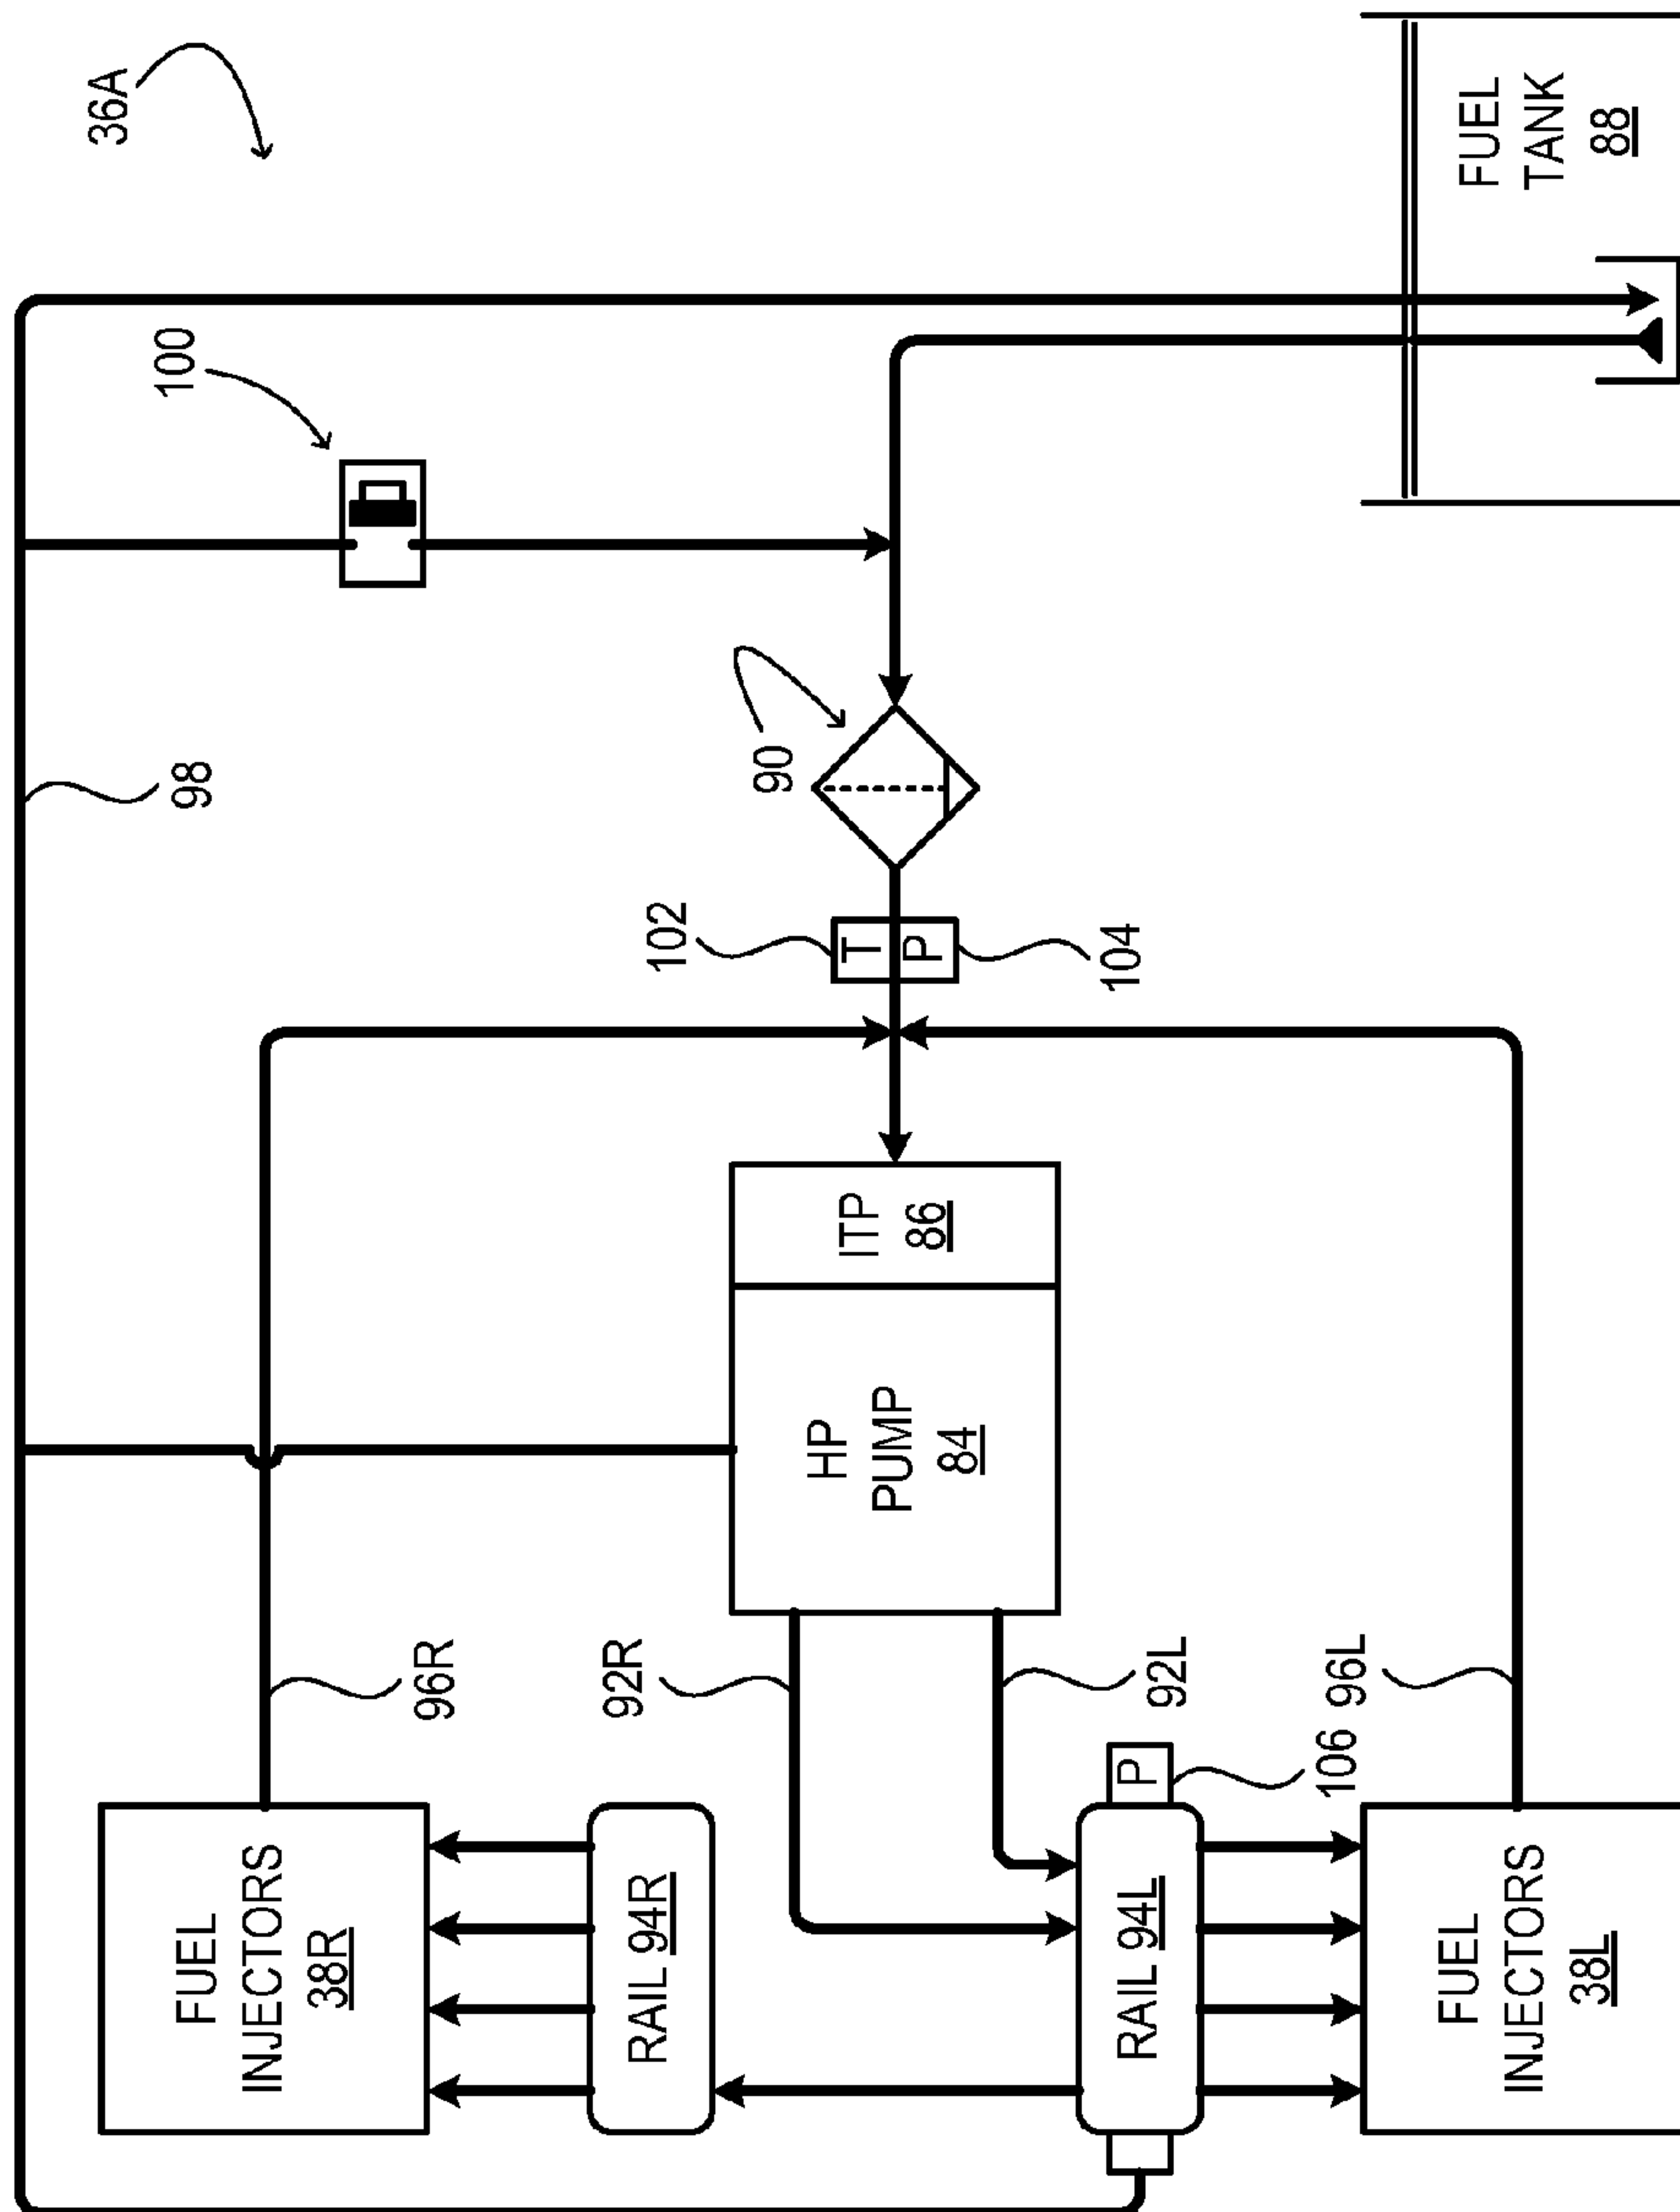 36A
100
98
FUEL
TANK
88
90
102
T
P
104
ITP
86
HP
PUMP
84
96R
92R
92L
96L
P
106
FUEL
INJECTORS
38R
RAIL 94R
RAIL 94L
FUEL
INJECTORS
38L